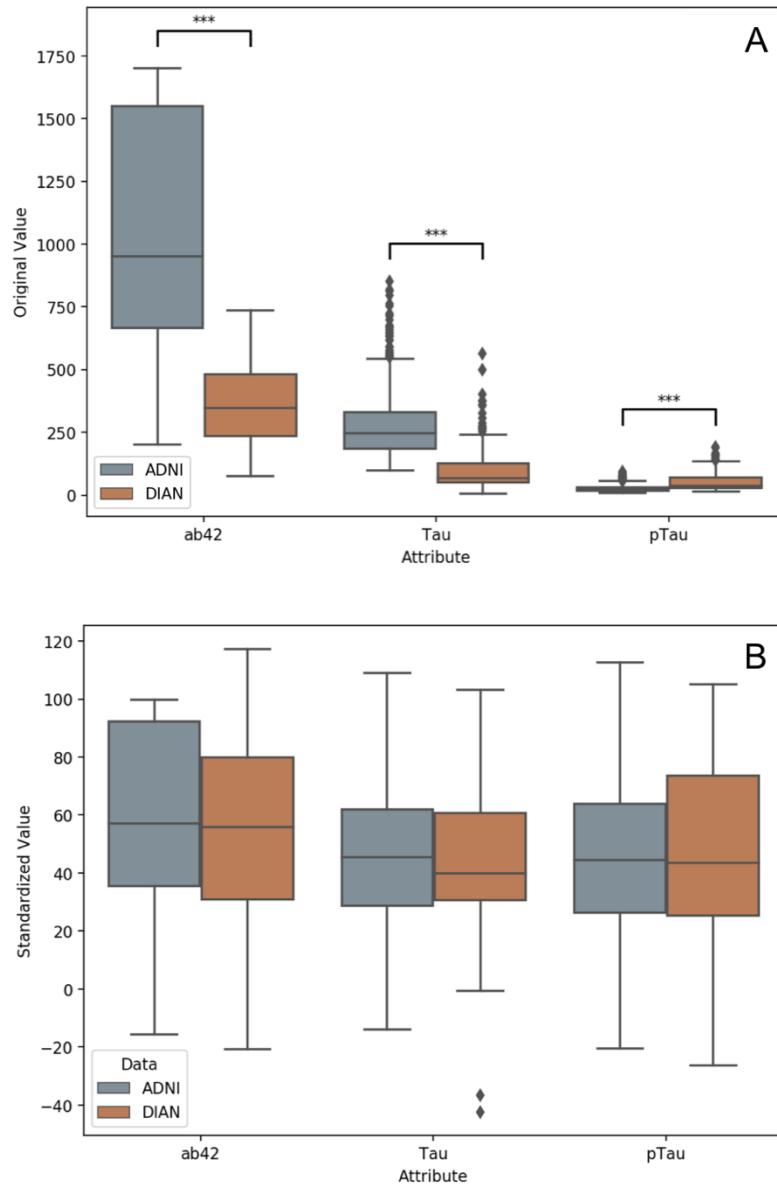 ***
A
1750
1500
***
1250
1000
Original Value
750
***
500
250
ADNI
DIAN
0
ab42
Tau
pTau
Attribute
120
B
100
80
60
Standardized Value
40
20
0
−20
Data
ADNI
DIAN
−40
ab42
Tau
pTau
Attribute